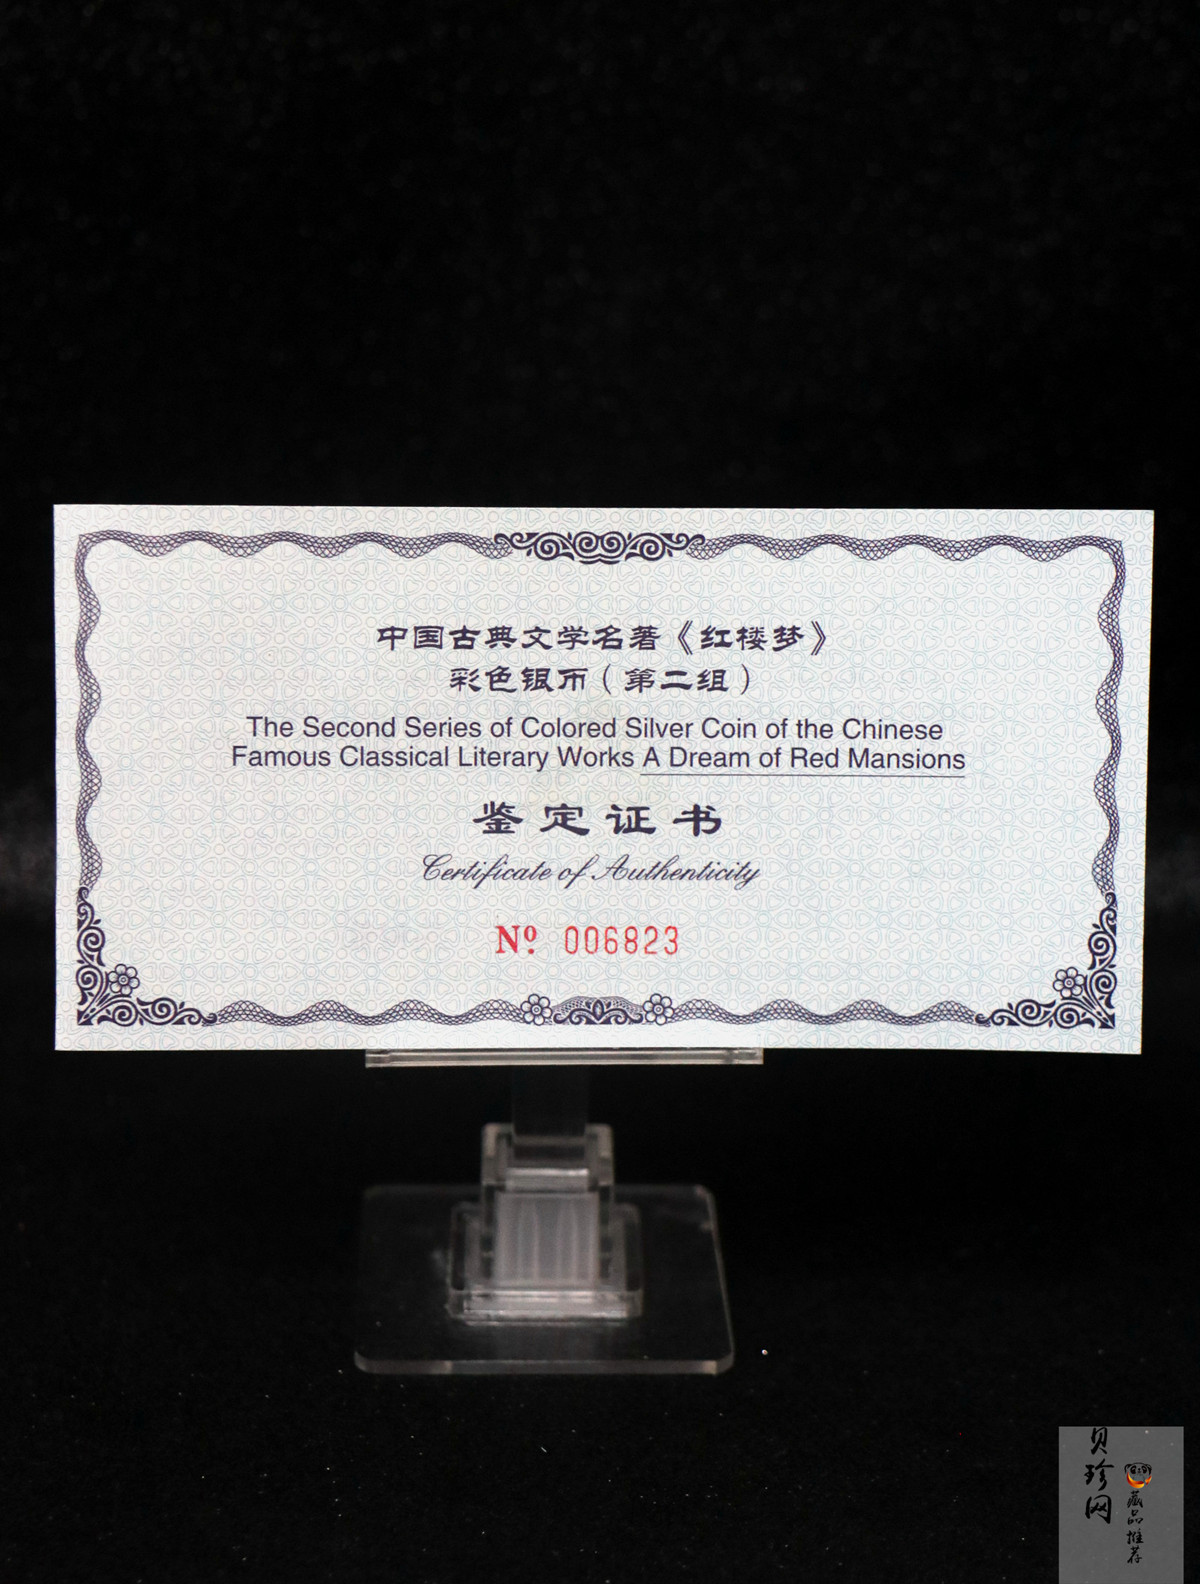 中国古典文学名著《红楼梦》
彩色银币（第二组）
The Second Series of Colored Silver Coin of the Chinese
Famous Classical Literary Works A Dream of Red Mansions
鉴定证书
Certificate of Authenticity
Nº 006823
贝珍网
藏品推荐